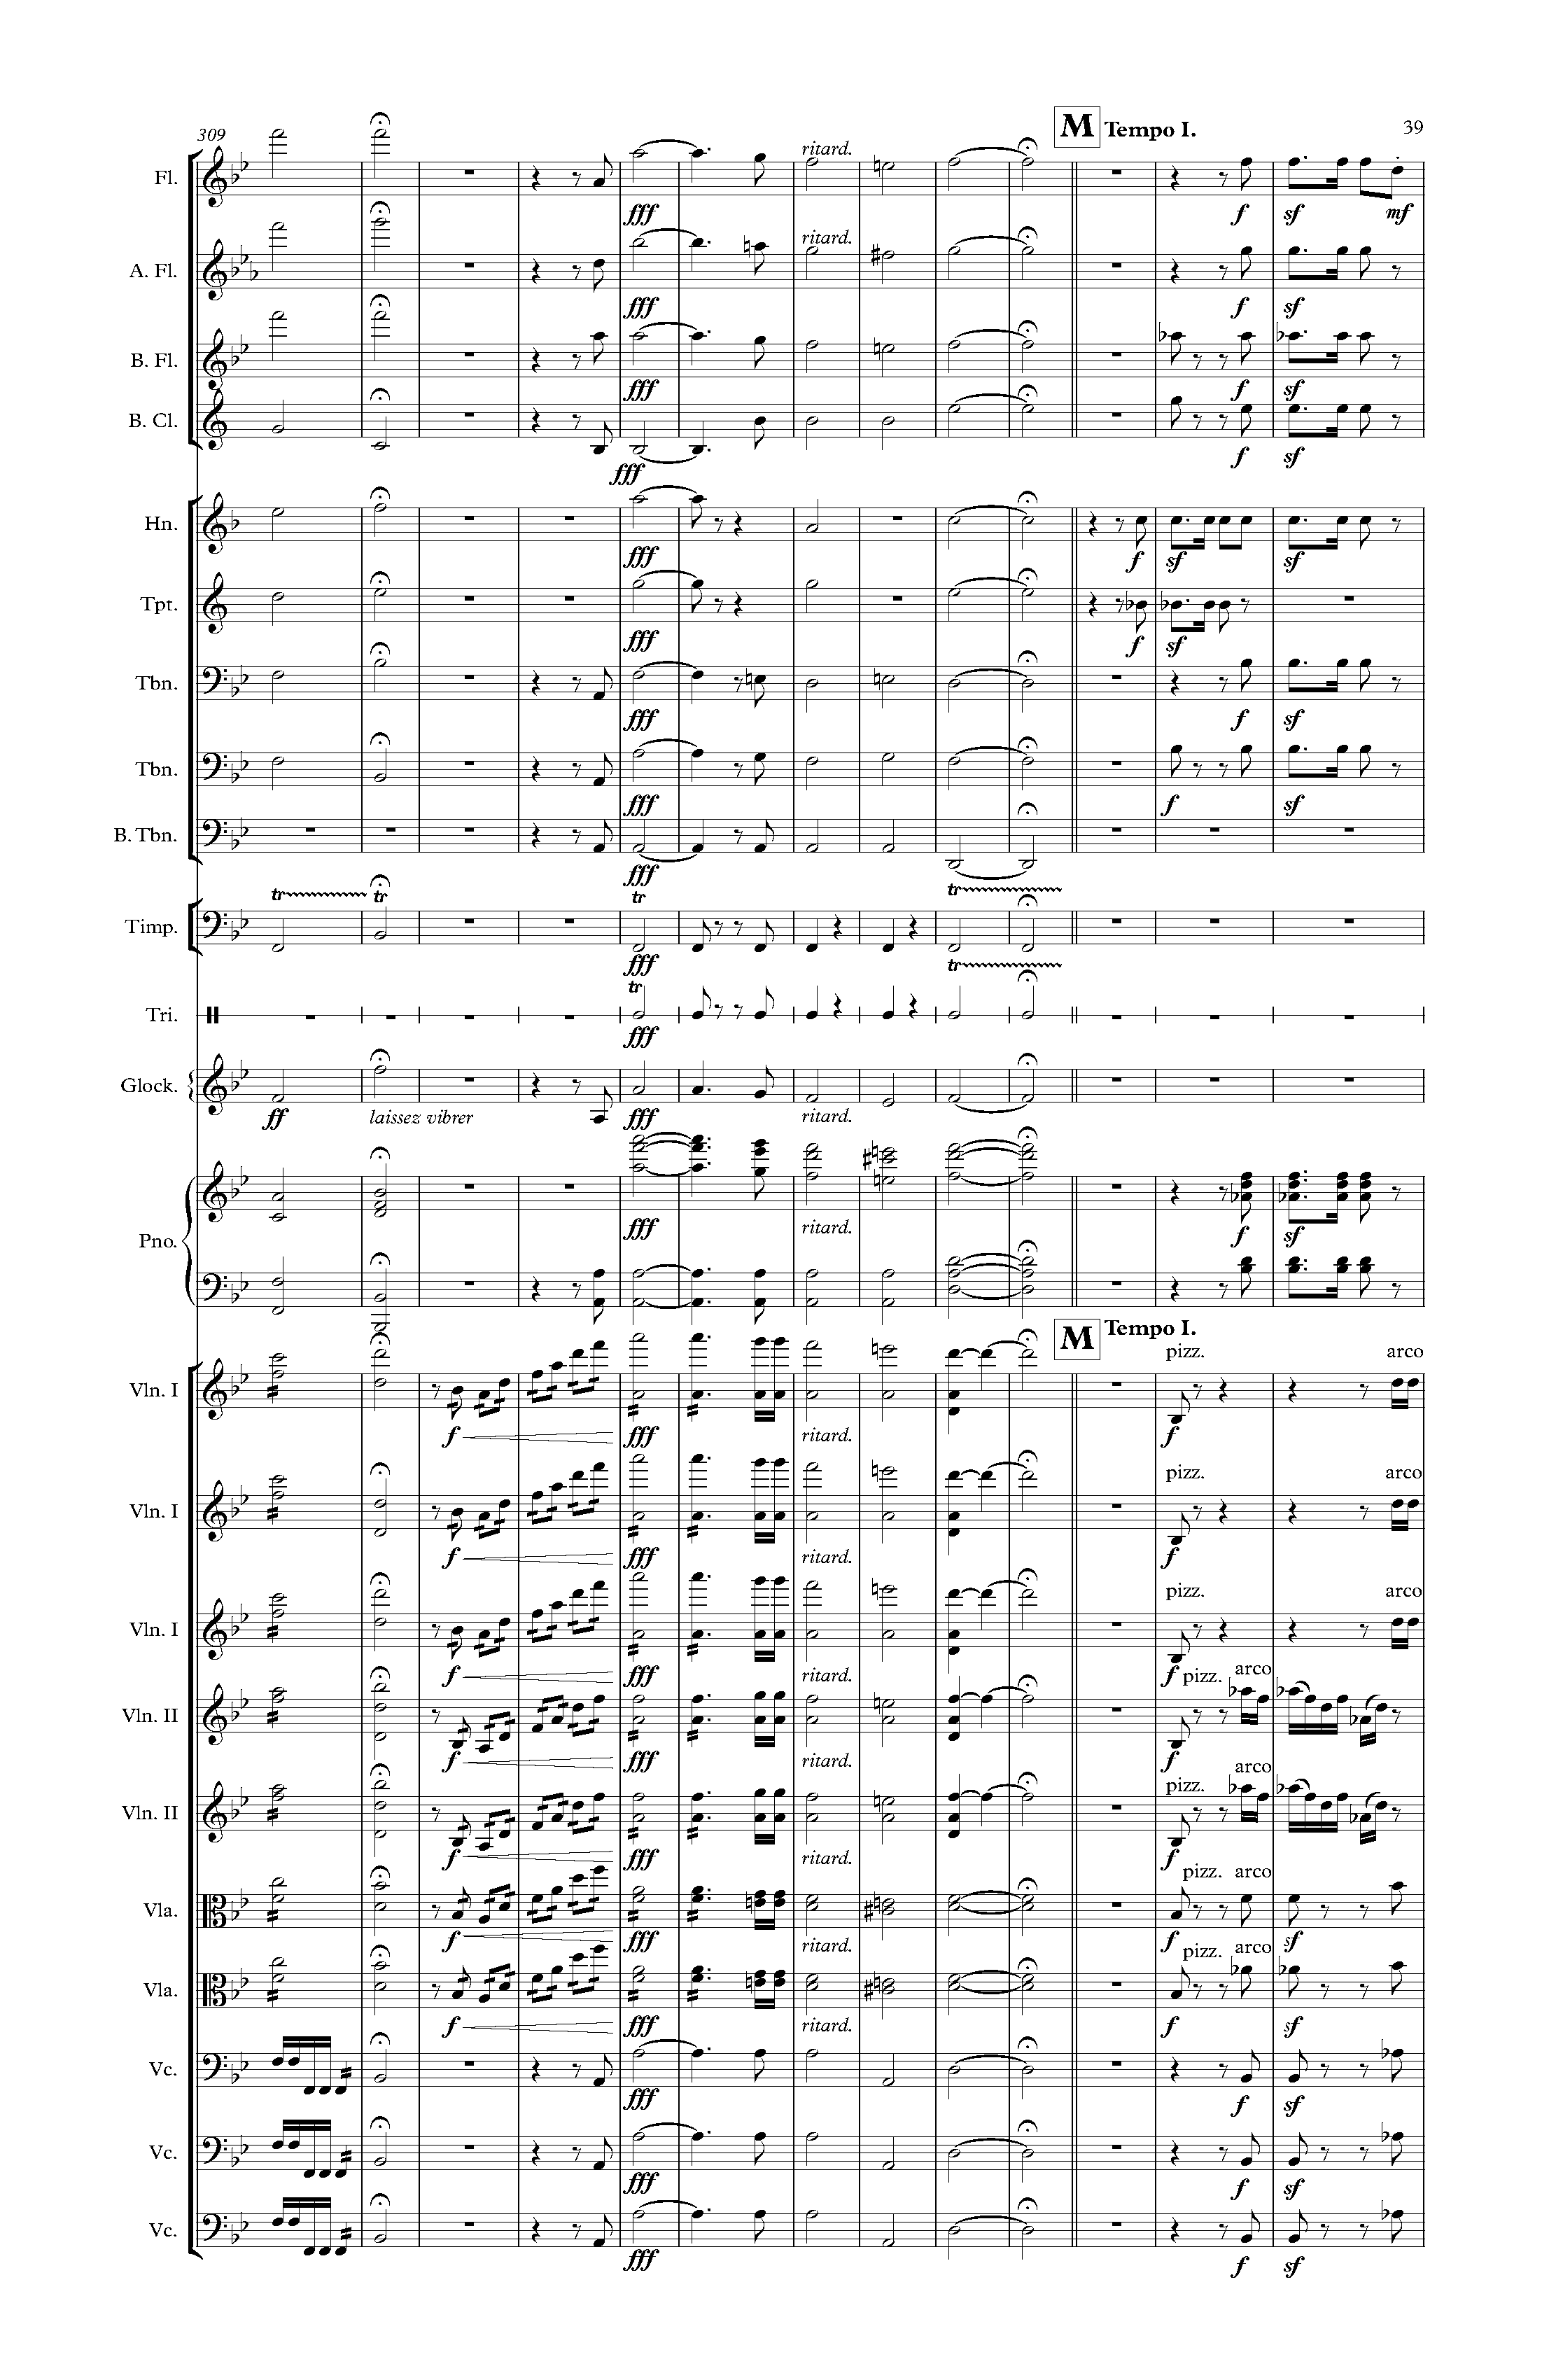 309
M Tempo I.
39
ritard.
Fl.
fff
f
sf
mf
ritard.
A. Fl.
fff
f
sf
B. Fl.
fff
f
sf
B. Cl.
fff
f
sf
Hn.
fff
f
sf
sf
Tpt.
fff
f
sf
Tbn.
fff
f
sf
Tbn.
fff
f
sf
B. Tbn.
fff
tr
tr
tr
tr
Timp.
fff
tr
tr
Tri.
fff
Glock.
ff
laissez vibrer
fff
ritard.
Pno.
fff
ritard.
f
sf
M Tempo I.
pizz.
arco
Vln. I
f
fff
ritard.
f
pizz.
arco
Vln. I
f
fff
ritard.
f
pizz.
arco
Vln. I
f
fff
ritard.
f
pizz.
arco
Vln. II
f
fff
ritard.
f
pizz.
arco
Vln. II
f
fff
ritard.
f
pizz.
arco
Vla.
f
fff
ritard.
f
sf
pizz.
arco
Vla.
f
fff
ritard.
f
sf
Vc.
fff
f
sf
Vc.
fff
f
sf
Vc.
fff
f
sf